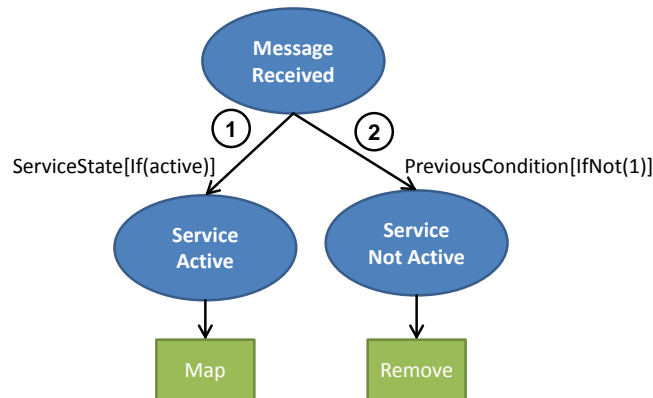 Message
Received
1
2
ServiceState[If(active)]
PreviousCondition[IfNot(1)]
Service
Active
Service
Not Active
Map
Remove